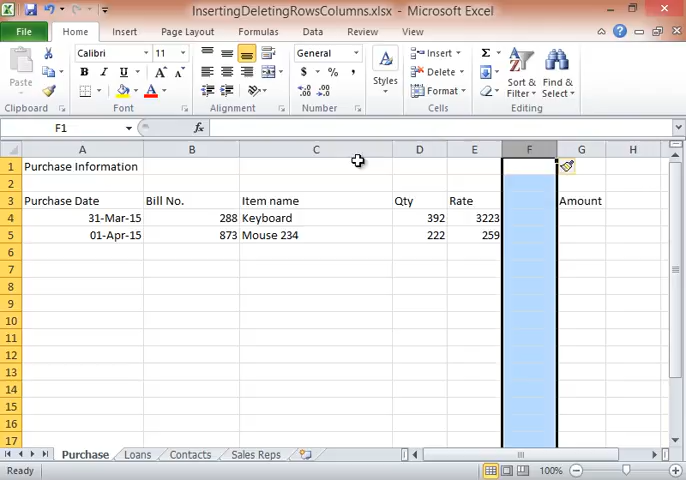 InsertingDeletingRowsColumns.xlsx - Microsoft Excel
File Home Insert Page Layout Formulas Data Review View
Calibri 11 General Insert Σ
Paste B I U A A A $ % , Styles Delete Sort & Filter Find & Select
Format
Clipboard Font Alignment Number Cells Editing
F1 fx
A B C D E F G H
1 Purchase Information
2
3 Purchase Date Bill No. Item name Qty Rate Amount
4 31-Mar-15 288 Keyboard 392 3223
5 01-Apr-15 873 Mouse 234 222 259
6
7
8
9
10
11
12
13
14
15
16
17
Purchase Loans Contacts Sales Reps
Ready 100%